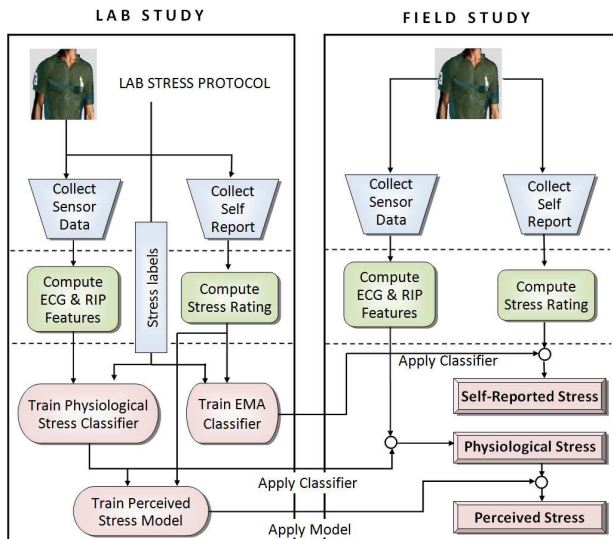 LAB STUDY
FIELD STUDY
LAB STRESS PROTOCOL
Collect
Sensor
Data
Collect
Self
Report
Collect
Sensor
Data
Collect
Self
Report
Compute
ECG & RIP
Features
Stress labels
Compute
Stress Rating
Compute
ECG & RIP
Features
Compute
Stress Rating
Apply Classifier
Train Physiological
Stress Classifier
Train EMA
Classifier
Self-Reported Stress
Physiological Stress
Apply Classifier
Train Perceived
Stress Model
Perceived Stress
Apply Model